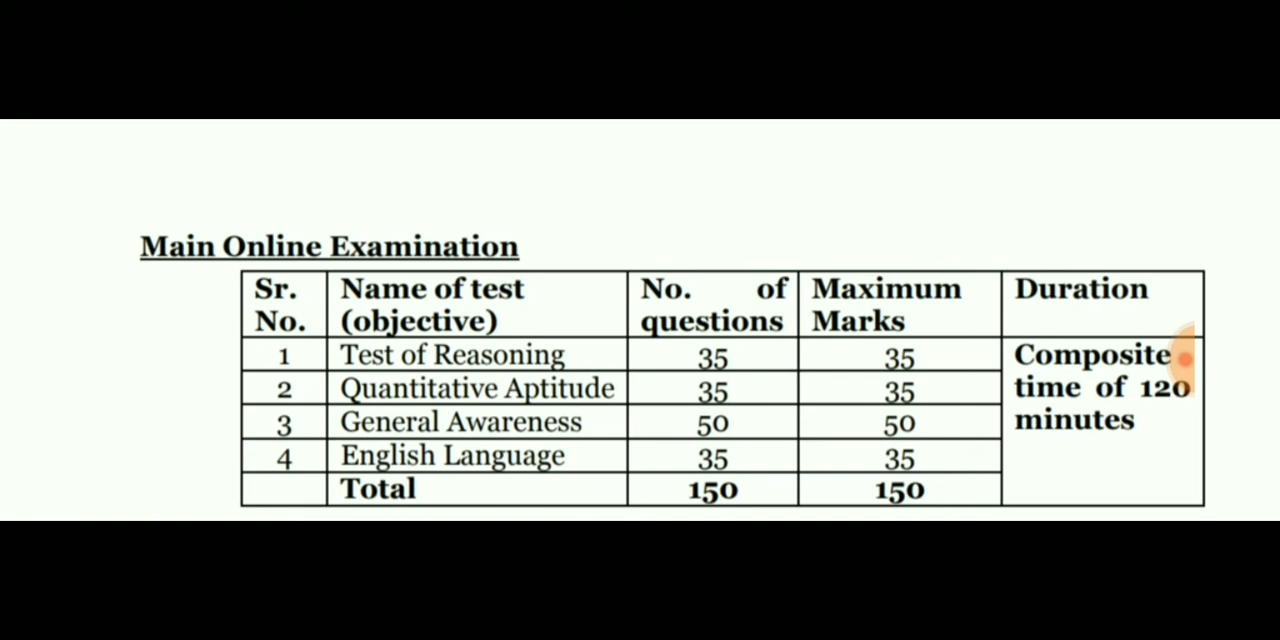 Main Online Examination
Sr. No. Name of test (objective) No. of questions Maximum Marks Duration
1 Test of Reasoning 35 35 Composite time of 120 minutes
2 Quantitative Aptitude 35 35
3 General Awareness 50 50
4 English Language 35 35
Total 150 150